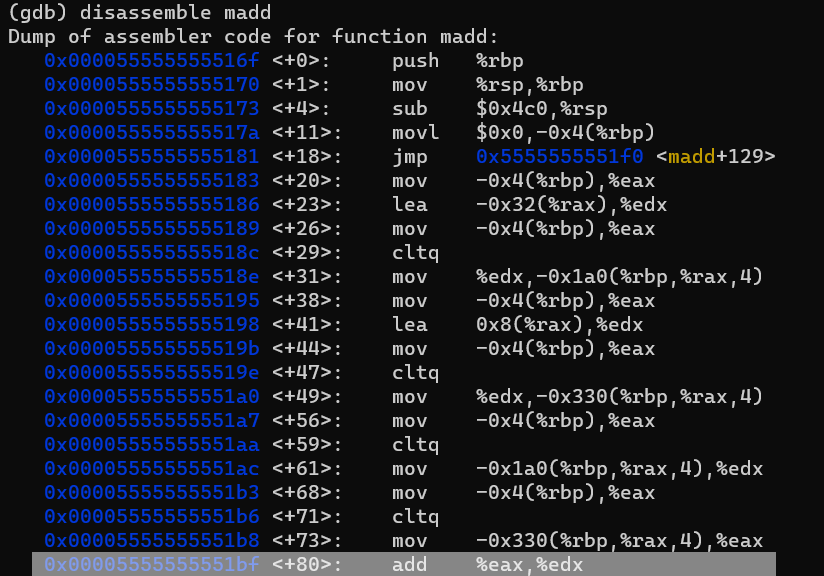 (gdb) disassemble madd
Dump of assembler code for function madd:
   0x000055555555516f <+0>:	push   %rbp
   0x0000555555555170 <+1>:	mov    %rsp,%rbp
   0x0000555555555173 <+4>:	sub    $0x4c0,%rsp
   0x000055555555517a <+11>:	movl   $0x0,-0x4(%rbp)
   0x0000555555555181 <+18>:	jmp    0x5555555551f0 <madd+129>
   0x0000555555555183 <+20>:	mov    -0x4(%rbp),%eax
   0x0000555555555186 <+23>:	lea    -0x32(%rax),%edx
   0x0000555555555189 <+26>:	mov    -0x4(%rbp),%eax
   0x000055555555518c <+29>:	cltq
   0x000055555555518e <+31>:	mov    %edx,-0x1a0(%rbp,%rax,4)
   0x0000555555555195 <+38>:	mov    -0x4(%rbp),%eax
   0x0000555555555198 <+41>:	lea    0x8(%rax),%edx
   0x000055555555519b <+44>:	mov    -0x4(%rbp),%eax
   0x000055555555519e <+47>:	cltq
   0x00005555555551a0 <+49>:	mov    %edx,-0x330(%rbp,%rax,4)
   0x00005555555551a7 <+56>:	mov    -0x4(%rbp),%eax
   0x00005555555551aa <+59>:	cltq
   0x00005555555551ac <+61>:	mov    -0x1a0(%rbp,%rax,4),%edx
   0x00005555555551b3 <+68>:	mov    -0x4(%rbp),%eax
   0x00005555555551b6 <+71>:	cltq
   0x00005555555551b8 <+73>:	mov    -0x330(%rbp,%rax,4),%eax
   0x00005555555551bf <+80>:	add    %eax,%edx